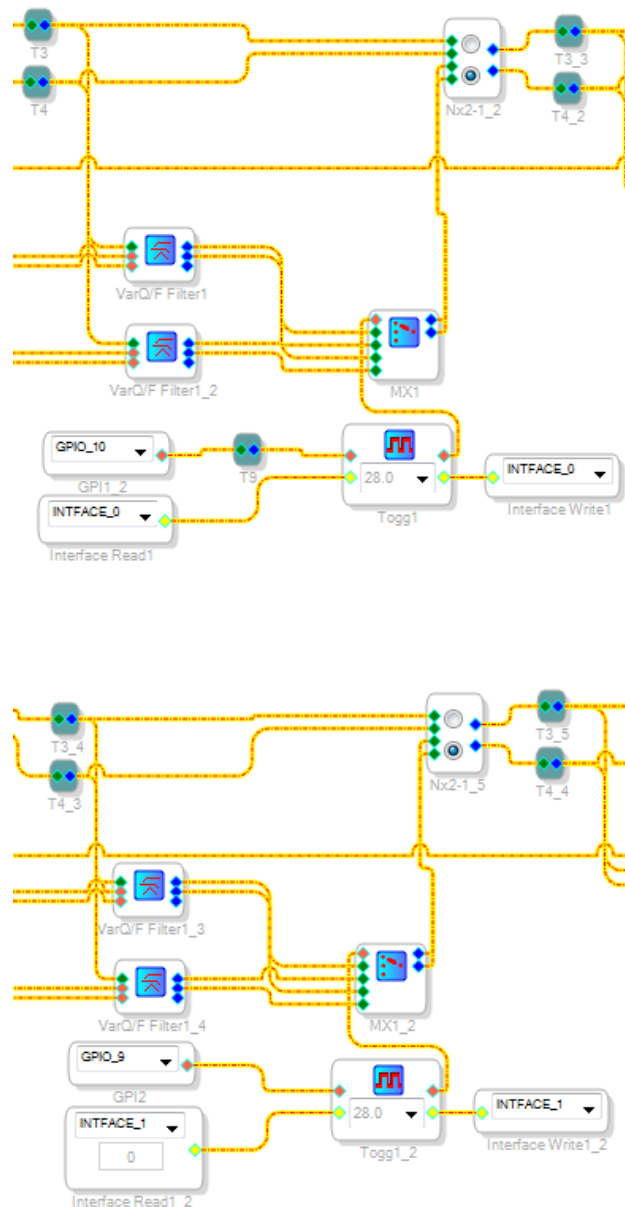 T3
T4
Nx2-1_2
T3_3
T4_2
VarQ/F Filter1
VarQ/F Filter1_2
MX1
GPIO_10
GPI1_2
T9
28.0
Togg1
INTFACE_0
Interface Write1
INTFACE_0
Interface Read1
T3_4
T4_3
Nx2-1_5
T3_5
T4_4
VarQ/F Filter1_3
VarQ/F Filter1_4
MX1_2
GPIO_9
GPI2
28.0
Togg1_2
INTFACE_1
Interface Write1_2
INTFACE_1
0
Interface Read1_2